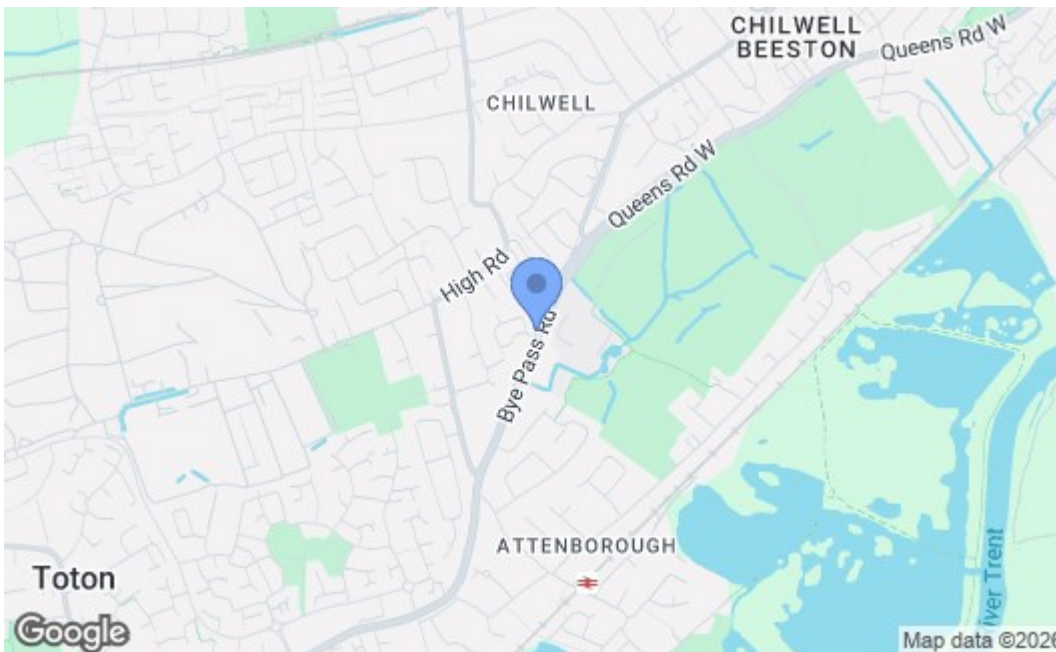 CHILWELL
BEESTON
Queens Rd W
CHILWELL
Queens Rd W
High Rd
Bye Pass Rd
ATTENBOROUGH
Toton
River Trent
Google
Map data ©2026